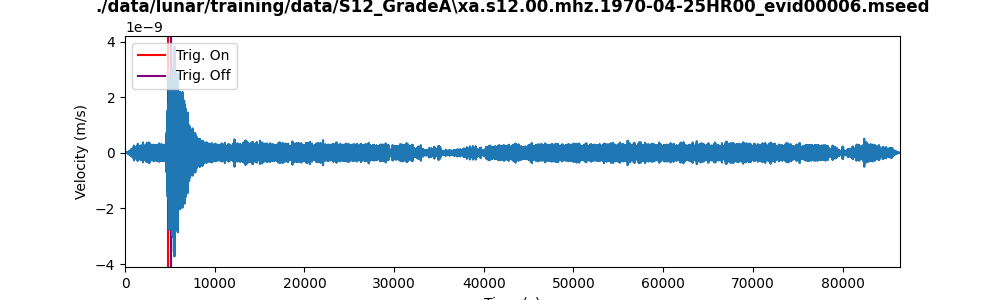 ./data/lunar/training/data/S12_GradeA\xa.s12.00.mhz.1970-04-25HR00_evid00006.mseed
1e−9
4
2
0
−2
−4
Velocity (m/s)
Trig. On
Trig. Off
0
10000
20000
30000
40000
50000
60000
70000
80000
Time (s)